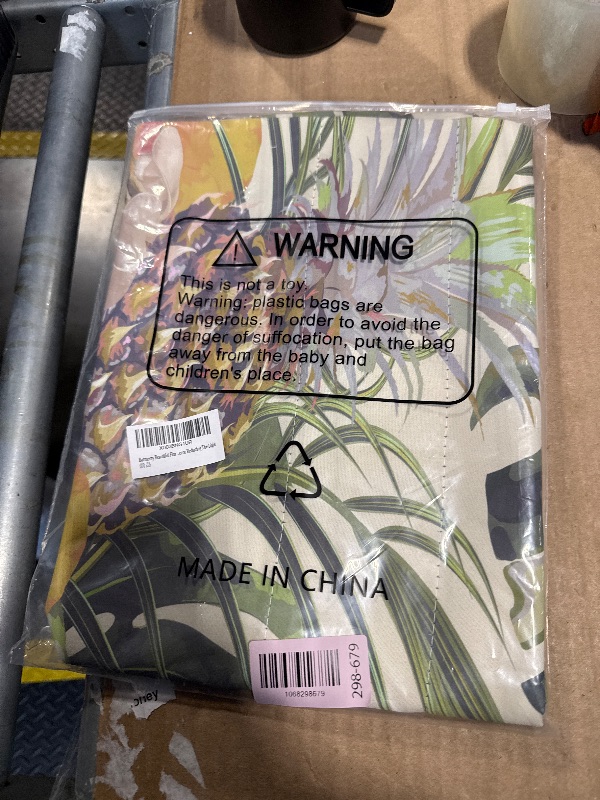 WARNING
This is not a toy.
Warning: plastic bags are
dangerous. In order to avoid the
danger of suffocation, put the bag
away from the baby and
children's place.
MADE IN CHINA
1068298679
298-679
oney